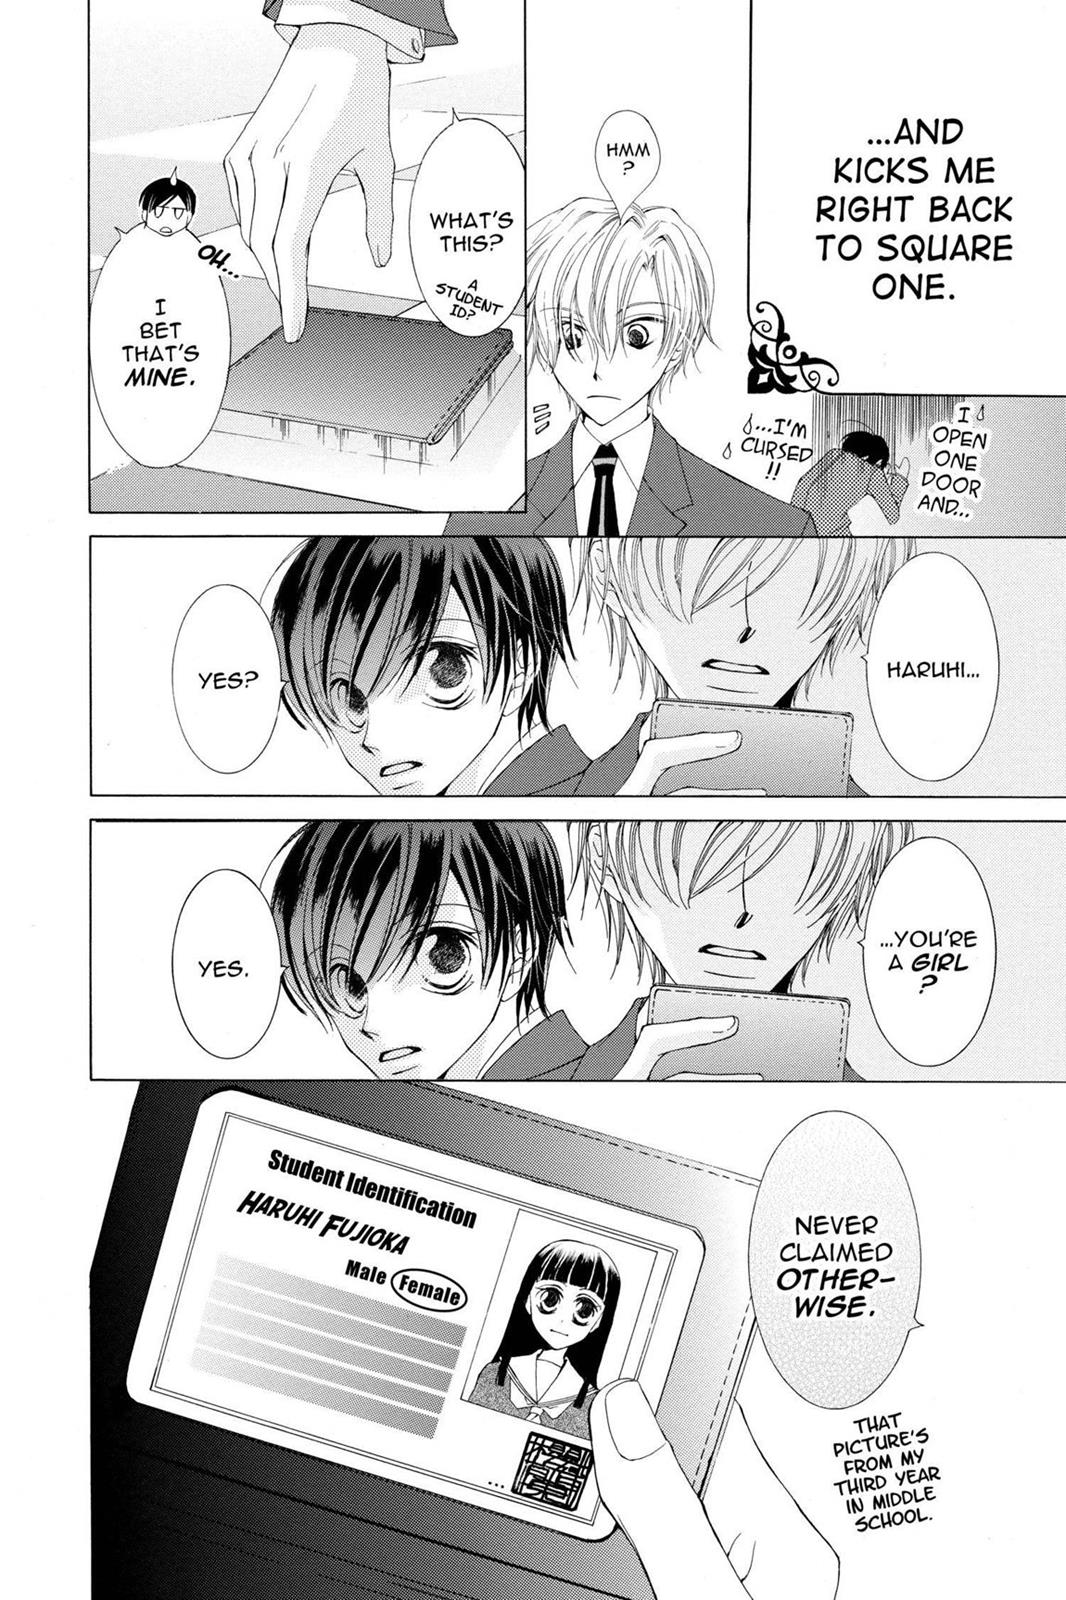 ...AND
KICKS ME
RIGHT BACK
TO SQUARE
ONE.
I
OPEN
ONE
DOOR
AND...
...I'M
CURSED
!!
HMM
?
WHAT'S
THIS?
A
STUDENT
ID?
OH...
I
BET
THAT'S
MINE.
HARUHI...
YES?
...YOU'RE
A GIRL
?
YES.
Student Identification
HARUHI FUJIOKA
Male Female
...
NEVER
CLAIMED
OTHER-
WISE.
THAT
PICTURE'S
FROM MY
THIRD YEAR
IN MIDDLE
SCHOOL.